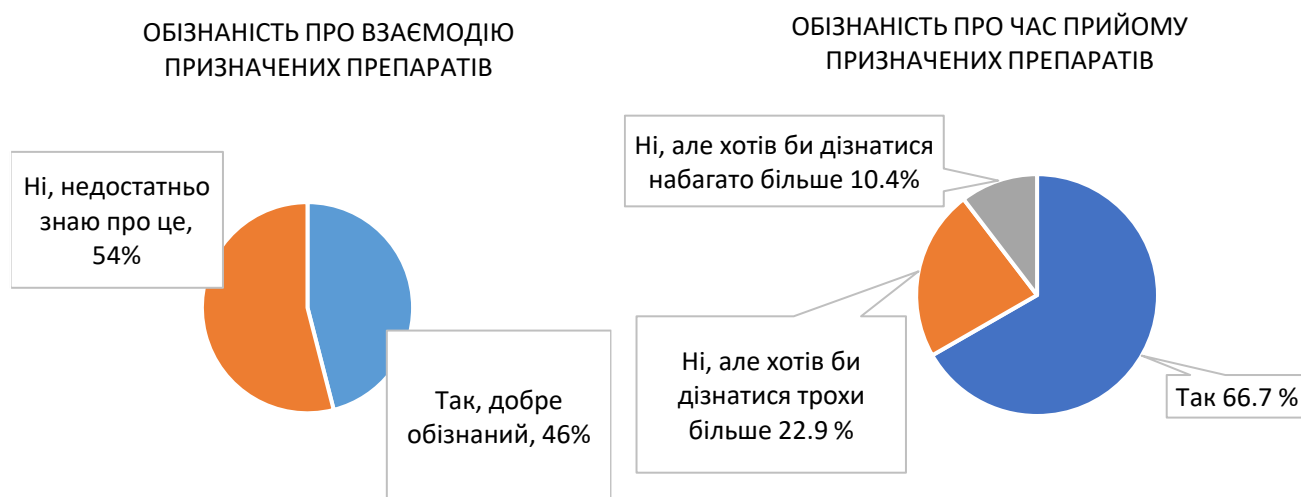 ОБІЗНАНІСТЬ ПРО ВЗАЄМОДІЮ
ПРИЗНАЧЕНИХ ПРЕПАРАТІВ
Ні, недостатньо
знаю про це,
54%
Так, добре
обізнаний, 46%
ОБІЗНАНІСТЬ ПРО ЧАС ПРИЙОМУ
ПРИЗНАЧЕНИХ ПРЕПАРАТІВ
Ні, але хотів би дізнатися
набагато більше 10.4%
Ні, але хотів би
дізнатися трохи
більше 22.9 %
Так 66.7 %